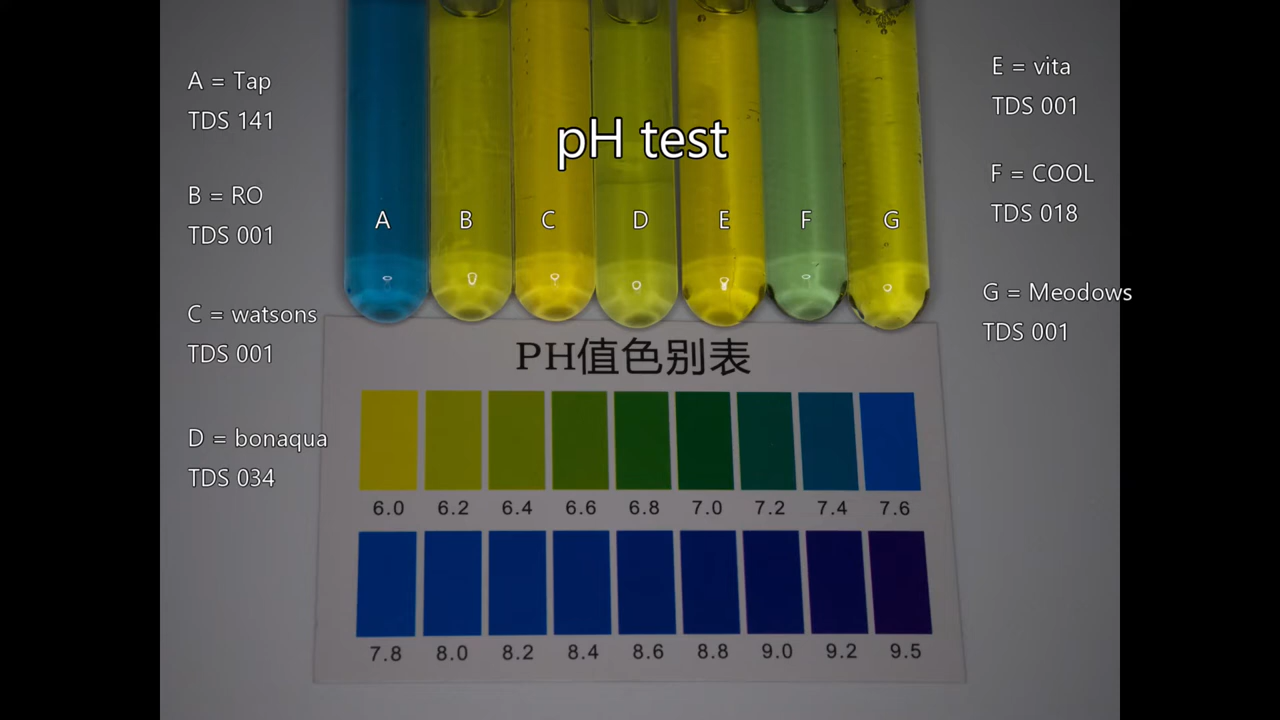 pH test
A = Tap
TDS 141
B = RO
TDS 001
C = watsons
TDS 001
D = bonaqua
TDS 034
A B C D E F G
E = vita
TDS 001
F = COOL
TDS 018
G = Meodows
TDS 001
PH值色别表
6.0 6.2 6.4 6.6 6.8 7.0 7.2 7.4 7.6
7.8 8.0 8.2 8.4 8.6 8.8 9.0 9.2 9.5